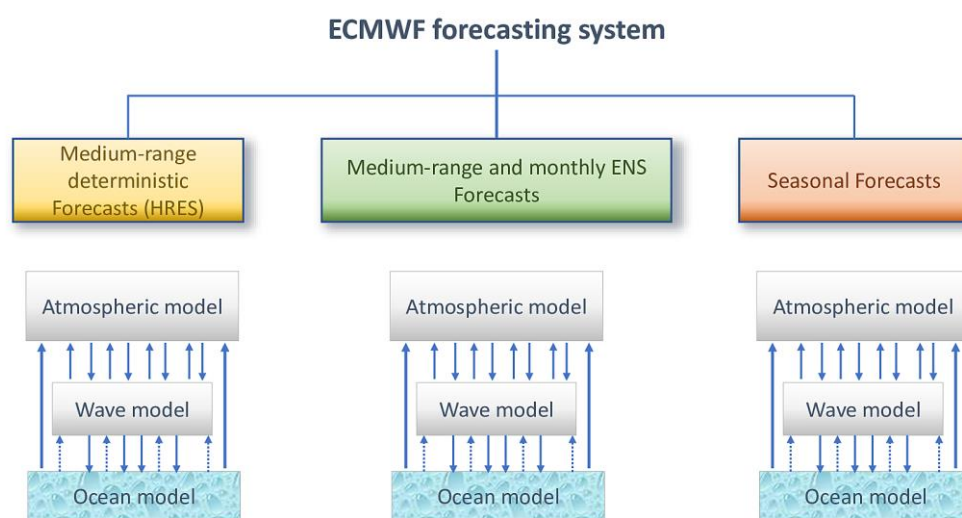 ECMWF forecasting system
Medium-range
deterministic
Forecasts (HRES)
Medium-range and monthly ENS
Forecasts
Seasonal Forecasts
Atmospheric model
Wave model
Ocean model
Atmospheric model
Wave model
Ocean model
Atmospheric model
Wave model
Ocean model